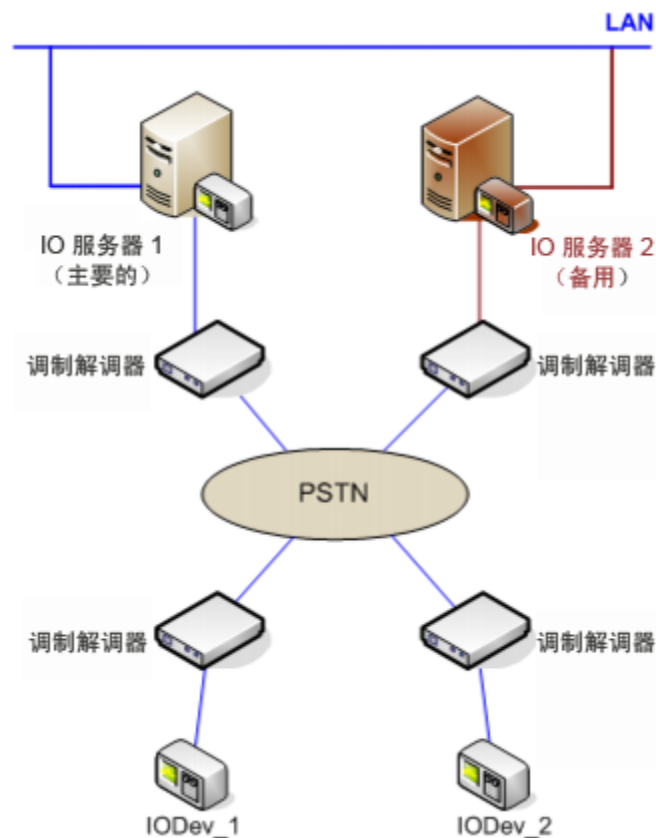 LAN
IO 服务器 1
（主要的）
IO 服务器 2
（备用）
调制解调器
调制解调器
PSTN
调制解调器
调制解调器
IODev_1
IODev_2